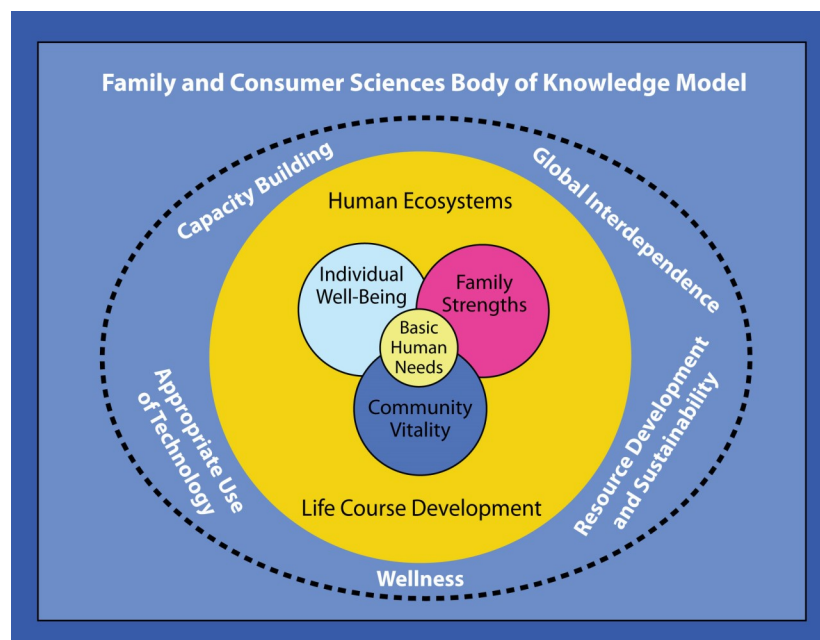 Family and Consumer Sciences Body of Knowledge Model
Capacity Building
Global Interdependence
Human Ecosystems
Individual
Well-Being
Family
Strengths
Basic
Human
Needs
Community
Vitality
Appropriate Use
of Technology
Resource Development
and Sustainability
Life Course Development
Wellness